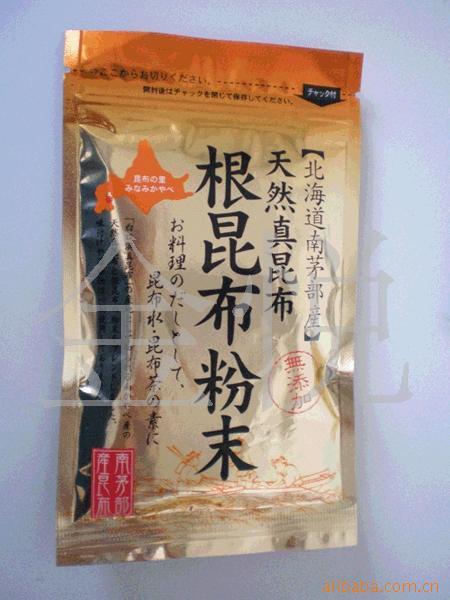 ここからお切りください。
開封後はチャックを閉じて保存してください。
チャック付
【北海道南茅部産】
天然真昆布
根昆布粉末
無添加
お料理のだしとして、
昆布水・昆布茶の素に
昆布の里
みなみかやべ
南茅部
産昆布
alibaba.com.cn